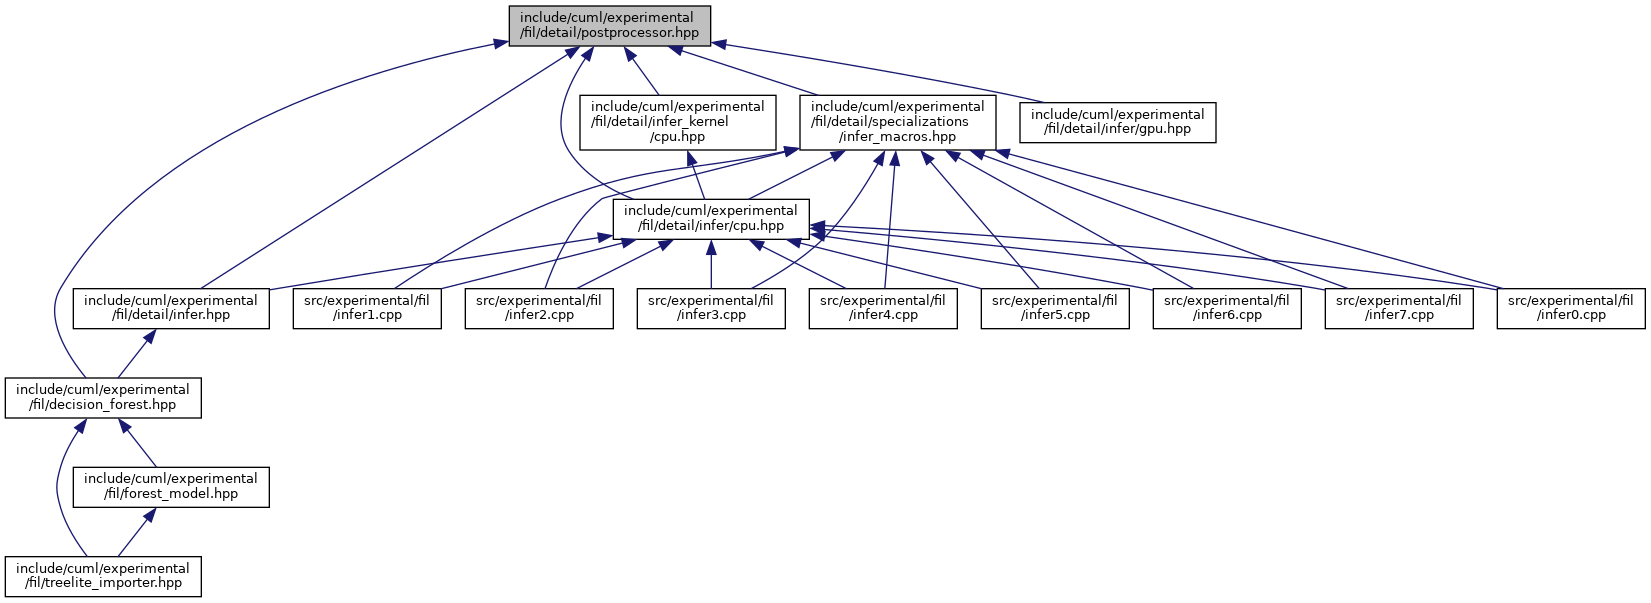 include/cuml/experimental
/fil/detail/postprocessor.hpp
include/cuml/experimental
/fil/detail/infer_kernel
/cpu.hpp
include/cuml/experimental
/fil/detail/specializations
/infer_macros.hpp
include/cuml/experimental
/fil/detail/infer/gpu.hpp
include/cuml/experimental
/fil/detail/infer/cpu.hpp
include/cuml/experimental
/fil/detail/infer.hpp
src/experimental/fil
/infer1.cpp
src/experimental/fil
/infer2.cpp
src/experimental/fil
/infer3.cpp
src/experimental/fil
/infer4.cpp
src/experimental/fil
/infer5.cpp
src/experimental/fil
/infer6.cpp
src/experimental/fil
/infer7.cpp
src/experimental/fil
/infer0.cpp
include/cuml/experimental
/fil/decision_forest.hpp
include/cuml/experimental
/fil/forest_model.hpp
include/cuml/experimental
/fil/treelite_importer.hpp